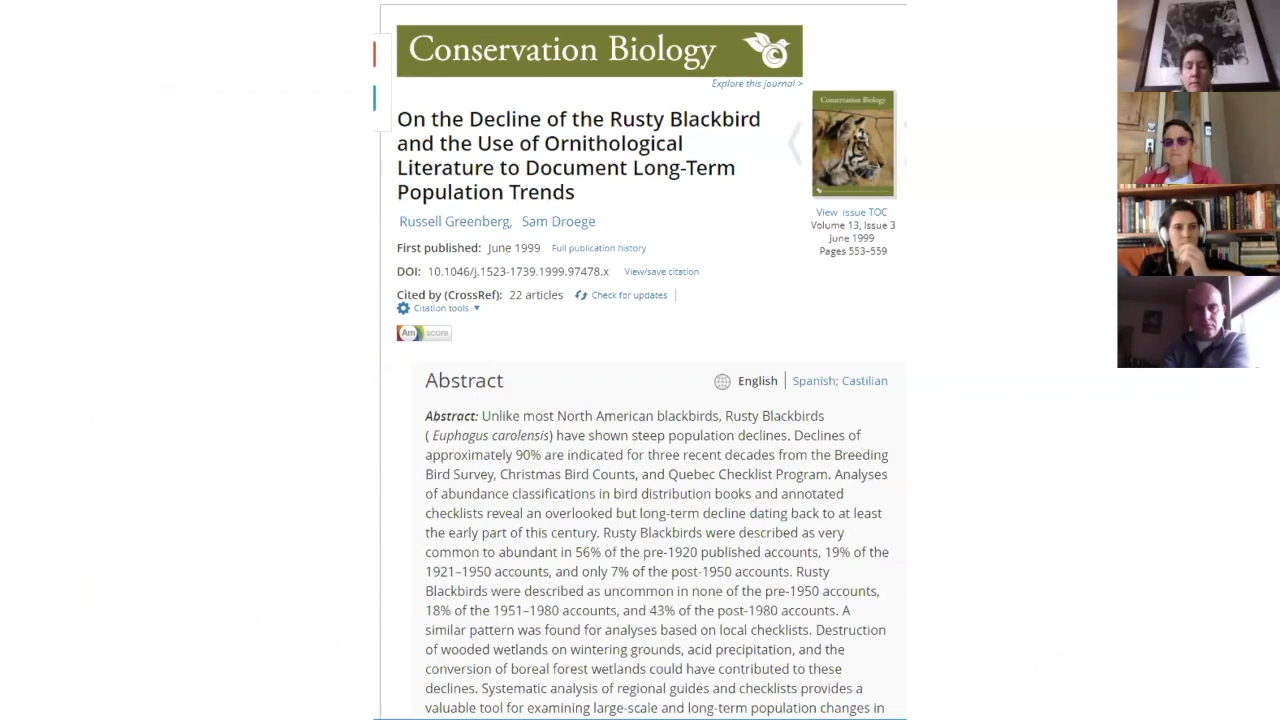 Conservation Biology
Explore this journal >
On the Decline of the Rusty Blackbird
and the Use of Ornithological
Literature to Document Long-Term
Population Trends
Russell Greenberg, Sam Droege
First published: June 1999 Full publication history
DOI: 10.1046/j.1523-1739.1999.97478.x View/save citation
Cited by (CrossRef): 22 articles Check for updates
Citation tools ▼
Am score
Conservation Biology
View issue TOC
Volume 13, Issue 3
June 1999
Pages 553–559
Abstract English Spanish; Castilian
Abstract: Unlike most North American blackbirds, Rusty Blackbirds
( Euphagus carolensis) have shown steep population declines. Declines of
approximately 90% are indicated for three recent decades from the Breeding
Bird Survey, Christmas Bird Counts, and Quebec Checklist Program. Analyses
of abundance classifications in bird distribution books and annotated
checklists reveal an overlooked but long-term decline dating back to at least
the early part of this century. Rusty Blackbirds were described as very
common to abundant in 56% of the pre-1920 published accounts, 19% of the
1921–1950 accounts, and only 7% of the post-1950 accounts. Rusty
Blackbirds were described as uncommon in none of the pre-1950 accounts,
18% of the 1951–1980 accounts, and 43% of the post-1980 accounts. A
similar pattern was found for analyses based on local checklists. Destruction
of wooded wetlands on wintering grounds, acid precipitation, and the
conversion of boreal forest wetlands could have contributed to these
declines. Systematic analysis of regional guides and checklists provides a
valuable tool for examining large-scale and long-term population changes in